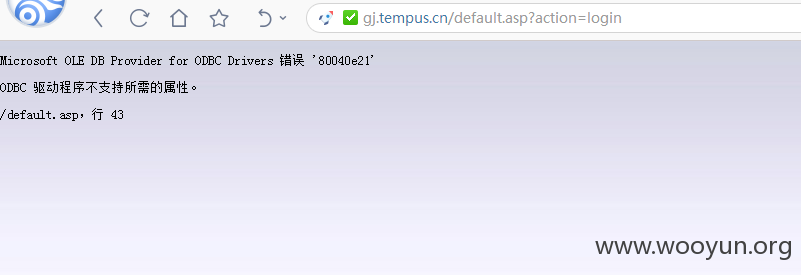 gj.tempus.cn/default.asp?action=login
Microsoft OLE DB Provider for ODBC Drivers 错误 '80040e21'
ODBC 驱动程序不支持所需的属性。
/default.asp，行 43
www.wooyun.org